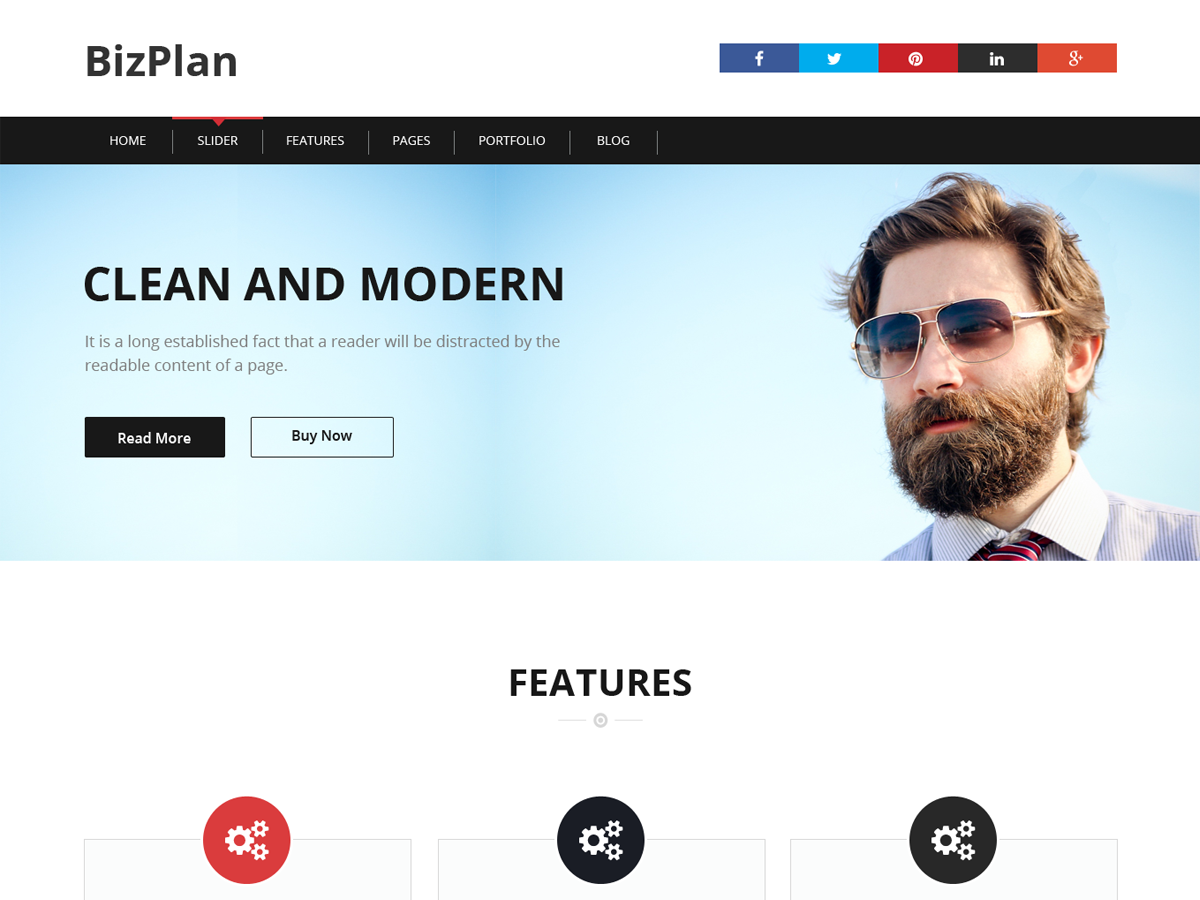 BizPlan
HOME SLIDER FEATURES PAGES PORTFOLIO BLOG
CLEAN AND MODERN
It is a long established fact that a reader will be distracted by the
readable content of a page.
Read More Buy Now
FEATURES